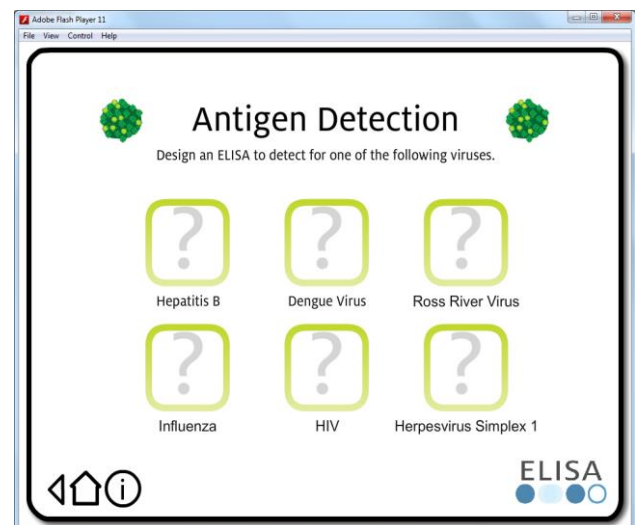 Adobe Flash Player 11
File View Control Help
Antigen Detection
Design an ELISA to detect for one of the following viruses.
? ? ?
Hepatitis B Dengue Virus Ross River Virus
? ? ?
Influenza HIV Herpesvirus Simplex 1
i
ELISA